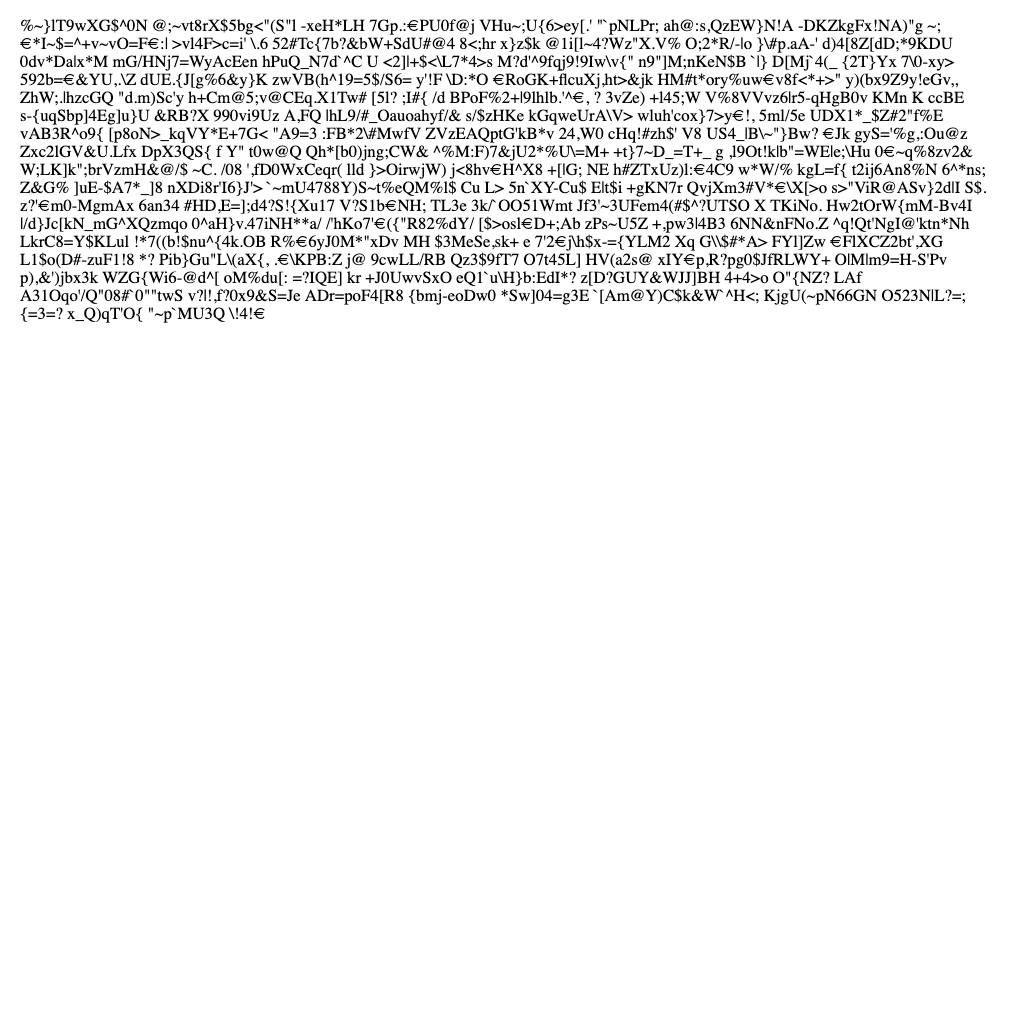 %~}lT9wXG$^0N @;~vt8rX$5bg<"(S"l -xeH*LH 7Gp.:€PU0f@j VHu~;U{6>ey[.' "`pNLPr; ah@:s,QzEW}N!A -DKZkgFx!NA)"g ~;
€*I~$=^+v~vO=F€:| >vl4F>c=i' \.6 52#Tc{7b?&bW+SdU#@4 8<;hr x}z$k @1i[l~4?Wz"X.V% O;2*R/-lo }\#p.aA-' d)4[8Z[dD;*9KDU
0dv*Da|x*M mG/HNj7=WyAcEen hPuQ_N7d`^C U <2]|+$<\L7*4>s M?d'^9fqj9!9Iw\v{" n9"]M;nKeN$B `|} D[Mj`4(_ {2T}Yx 7\0-xy>
592b=€&YU,.\Z dUE.{J[g%6&y}K zwVB(h^19=5$/S6= y'!F \D:*O €RoGK+flcuXj,ht>&jk HM#t*ory%uw€v8f<*+>" y)(bx9Z9y!eGv,,
ZhW;.|hzcGQ "d.m)Sc'y h+Cm@5;v@CEq.X1Tw# [5l? ;I#{ /d BPoF%2+|9lhlb.'^€, ? 3vZe) +l45;W V%8VVvz6|r5-qHgB0v KMn K ccBE
s-{uqSbp]4Eg]u}U &RB?X 990vi9Uz A,FQ |hL9/#_Oauoahyf/& s/$zHKe kGqweUrA\V> wluh'cox}7>y€!, 5ml/5e UDX1*_$Z#2"f%E
vAB3R^o9{ [p8oN>_kqVY*E+7G< "A9=3 :FB*2\#MwfV ZVzEAQptG'kB*v 24,W0 cHq!#zh$' V8 US4_|B\~"}Bw? €Jk gyS='%g,:Ou@z
Zxc2lGV&U.Lfx DpX3QS{ f Y" t0w@Q Qh*[b0)jng;CW& ^%M:F)7&jU2*%U\=M+ +t}7~D_=T+_ g ,l9Ot!k|b"=WE|e;\Hu 0€~q%8zv2&
W;LK]k";brVzmH&@/$ ~C. /08 ',fD0WxCeqr( lld }>OirwjW) j<8hv€H^X8 +[|G; NE h#ZTxUz)l:€4C9 w*W/% kgL=f{ t2ij6An8%N 6^*ns;
Z&G% ]uE-$A7*_]8 nXDi8r'I6}J'> `~mU4788Y)S~t%eQM%l$ Cu L> 5n`XY-Cu$ E|t$i +gKN7r QvjXm3#V*€\X[>o s>"ViR@ASv}2d|I S$.
z?'€m0-MgmAx 6an34 #HD,E=];d4?S!{Xu17 V?S1b€NH; TL3e 3k/`OO51Wmt Jf3'~3UFem4(#$^?UTSO X TKiNo. Hw2tOrW{mM-Bv4I
l/d}Jc[kN_mG^XQzmqo 0^aH}v.47iNH**a/ /'hKo7'€({"R82%dY/ [$>osl€D+;Ab zPs~U5Z +,pw3|4B3 6NN&nFNo.Z ^q!Qt'NgI@'ktn*Nh
LkrC8=Y$KLul !*7((b!$nu^{4k.OB R%€6yJ0M*"xDv MH $3MeSe,sk+ e 7'2€j\h$x-={YLM2 Xq G\\$#*A> FYl]Zw €FlXCZ2bt',XG
L1$o(D#-zuF1!8 *? Pib}Gu"L\(aX{, .€\KPB:Z j@ 9cwLL/RB Qz3$9fT7 O7t45L] HV(a2s@ xIY€p,R?pg0$JfRLWY+ O|M|m9=H-S'Pv
p),&')jbx3k WZG{Wi6-@d^[ oM%du[: =?IQE] kr +J0UwvSxO eQ1`u\H}b:EdI*? z[D?GUY&WJJ]BH 4+4>o O"{NZ? LAf
A31Oqo'/Q"08#`0""twS v?|!,f?0x9&S=Je ADr=poF4[R8 {bmj-eoDw0 *Sw]04=g3E `[Am@Y)C$k&W`^H<; KjgU(~pN66GN O523N|L?=;
{=3=? x_Q)qT'O{ "~p`MU3Q \!4!€